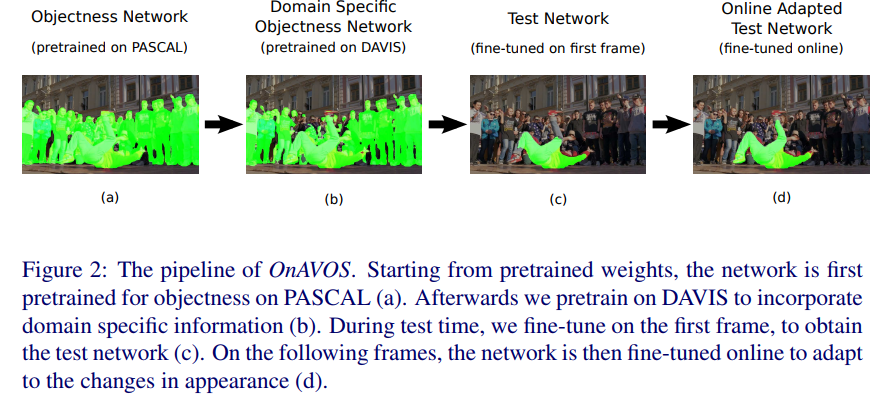 Objectness Network
(pretrained on PASCAL)
Domain Specific
Objectness Network
(pretrained on DAVIS)
Test Network
(fine-tuned on first frame)
Online Adapted
Test Network
(fine-tuned online)
(a)
(b)
(c)
(d)
Figure 2: The pipeline of OnAVOS. Starting from pretrained weights, the network is first
pretrained for objectness on PASCAL (a). Afterwards we pretrain on DAVIS to incorporate
domain specific information (b). During test time, we fine-tune on the first frame, to obtain
the test network (c). On the following frames, the network is then fine-tuned online to adapt
to the changes in appearance (d).